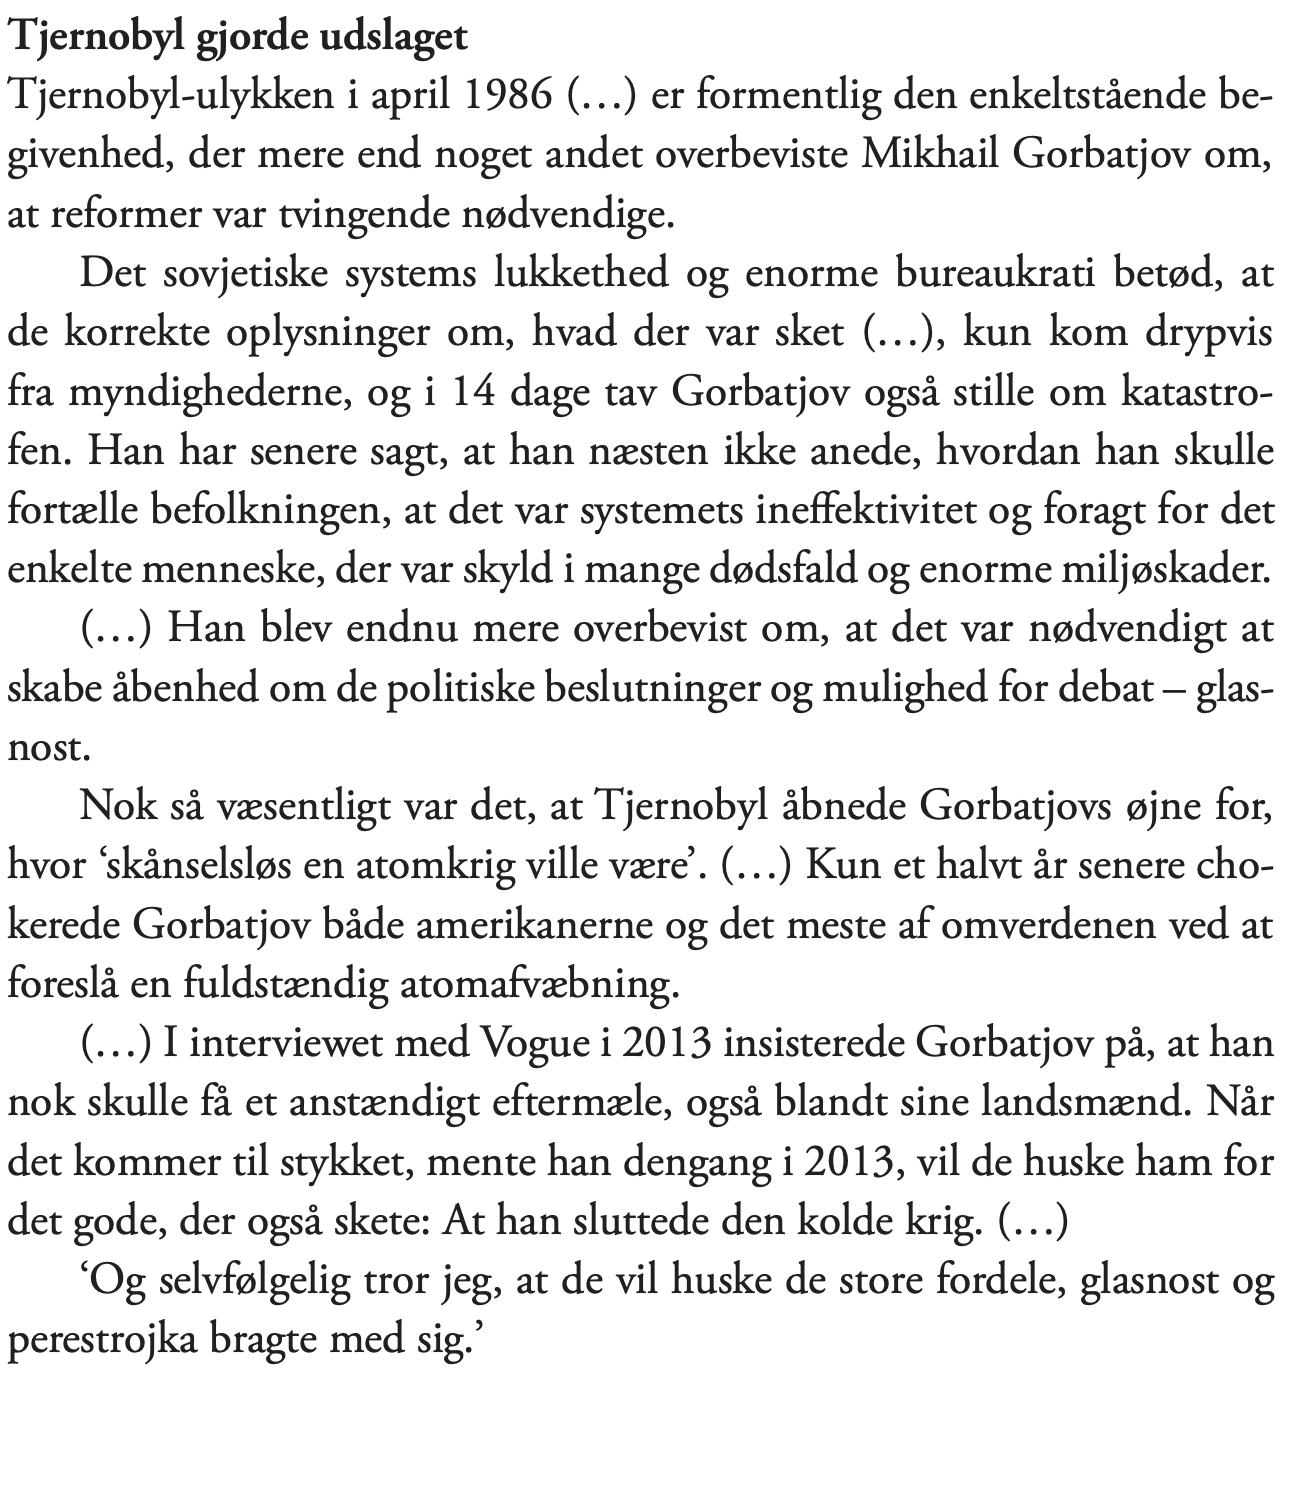 Tjernobyl gjorde udslaget
Tjernobyl-ulykken i april 1986 (…) er formentlig den enkeltstående be-
givenhed, der mere end noget andet overbeviste Mikhail Gorbatjov om,
at reformer var tvingende nødvendige.
Det sovjetiske systems lukkethed og enorme bureaukrati betød, at
de korrekte oplysninger om, hvad der var sket (…), kun kom drypvis
fra myndighederne, og i 14 dage tav Gorbatjov også stille om katastro-
fen. Han har senere sagt, at han næsten ikke anede, hvordan han skulle
fortælle befolkningen, at det var systemets ineffektivitet og foragt for det
enkelte menneske, der var skyld i mange dødsfald og enorme miljøskader.
(…) Han blev endnu mere overbevist om, at det var nødvendigt at
skabe åbenhed om de politiske beslutninger og mulighed for debat – glas-
nost.
Nok så væsentligt var det, at Tjernobyl åbnede Gorbatjovs øjne for,
hvor ‘skånselsløs en atomkrig ville være’. (…) Kun et halvt år senere cho-
kerede Gorbatjov både amerikanerne og det meste af omverdenen ved at
foreslå en fuldstændig atomafvæbning.
(…) I interviewet med Vogue i 2013 insisterede Gorbatjov på, at han
nok skulle få et anstændigt eftermæle, også blandt sine landsmænd. Når
det kommer til stykket, mente han dengang i 2013, vil de huske ham for
det gode, der også skete: At han sluttede den kolde krig. (…)
‘Og selvfølgelig tror jeg, at de vil huske de store fordele, glasnost og
perestrojka bragte med sig.’